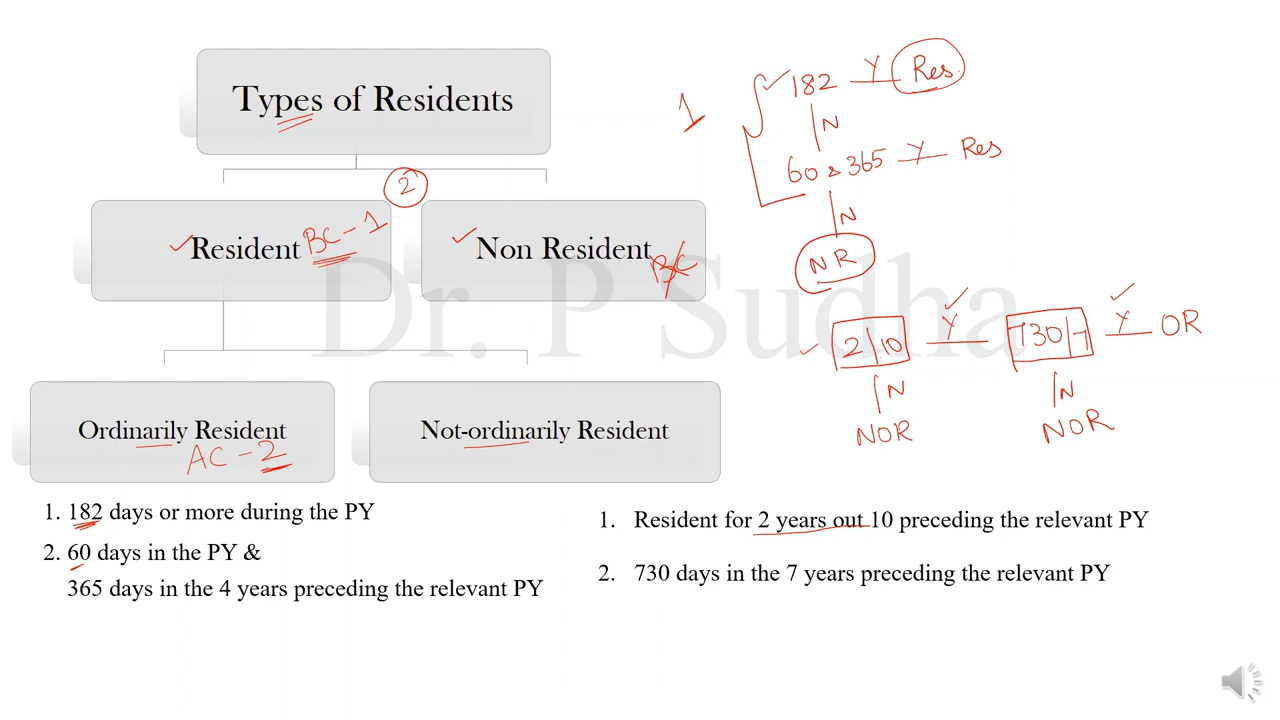 Types of Residents
2
Resident BC - 1
Non Resident BC
Ordinarily Resident
AC - 2
Not-ordinarily Resident
1. 182 days or more during the PY
2. 60 days in the PY &
365 days in the 4 years preceding the relevant PY
1. Resident for 2 years out 10 preceding the relevant PY
2. 730 days in the 7 years preceding the relevant PY
1
182 Y Res.
N
60 & 365 Y Res
N
NR
2|10 Y 730|7 Y OR
N N
NOR NOR
Dr. P Sudha